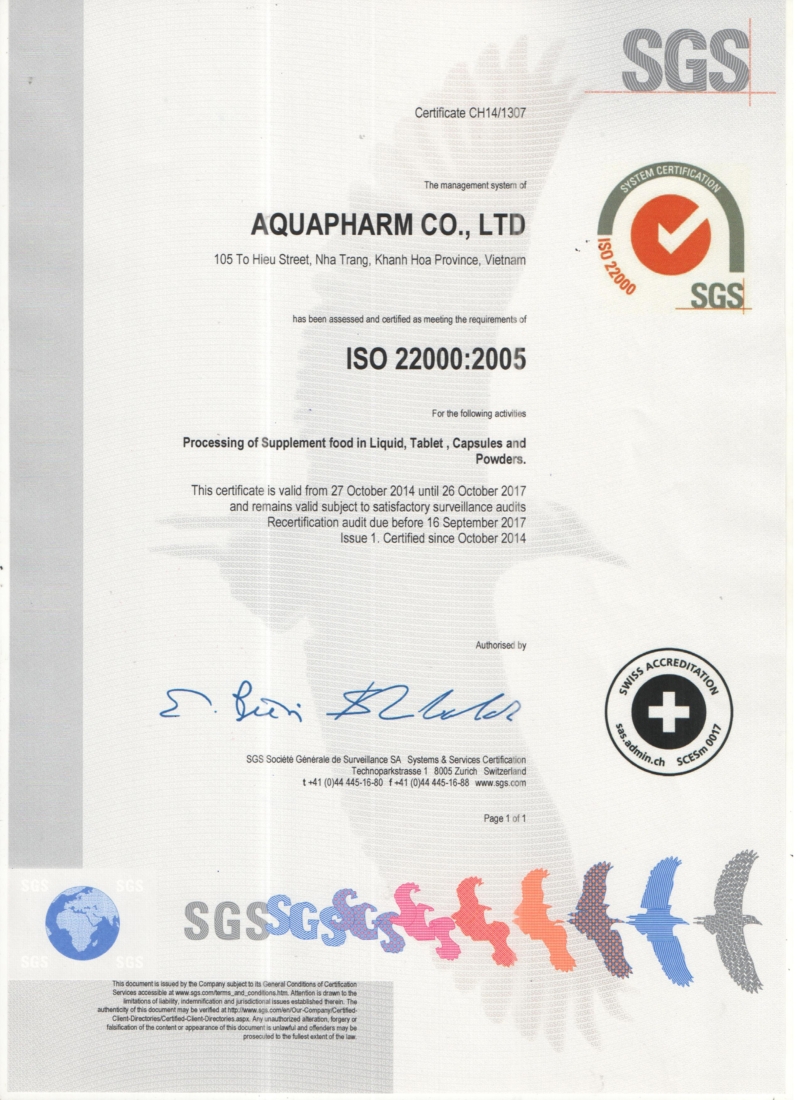 SGS
Certificate CH14/1307
The management system of
AQUAPHARM CO., LTD
105 To Hieu Street, Nha Trang, Khanh Hoa Province, Vietnam
SYSTEM CERTIFICATION
ISO 22000
SGS
has been assessed and certified as meeting the requirements of
ISO 22000:2005
For the following activities
Processing of Supplement food in Liquid, Tablet , Capsules and
Powders.
This certificate is valid from 27 October 2014 until 26 October 2017
and remains valid subject to satisfactory surveillance audits
Recertification audit due before 16 September 2017
Issue 1. Certified since October 2014
Authorised by
SWISS ACCREDITATION
sas.admin.ch SCESm 0017
SGS Société Générale de Surveillance SA Systems & Services Certification
Technoparkstrasse 1 8005 Zurich Switzerland
t +41 (0)44 445-16-80 f +41 (0)44 445-16-88 www.sgs.com
Page 1 of 1
SGS SGS
SGS SGS
SGS SGS SGS
This document is issued by the Company subject to its General Conditions of Certification
Services accessible at www.sgs.com/terms_and_conditions.htm. Attention is drawn to the
limitations of liability, indemnification and jurisdictional issues established therein. The
authenticity of this document may be verified at http://www.sgs.com/en/Our-Company/Certified-
Client-Directories/Certified-Client-Directories.aspx. Any unauthorized alteration, forgery or
falsification of the content or appearance of this document is unlawful and offenders may be
prosecuted to the fullest extent of the law.